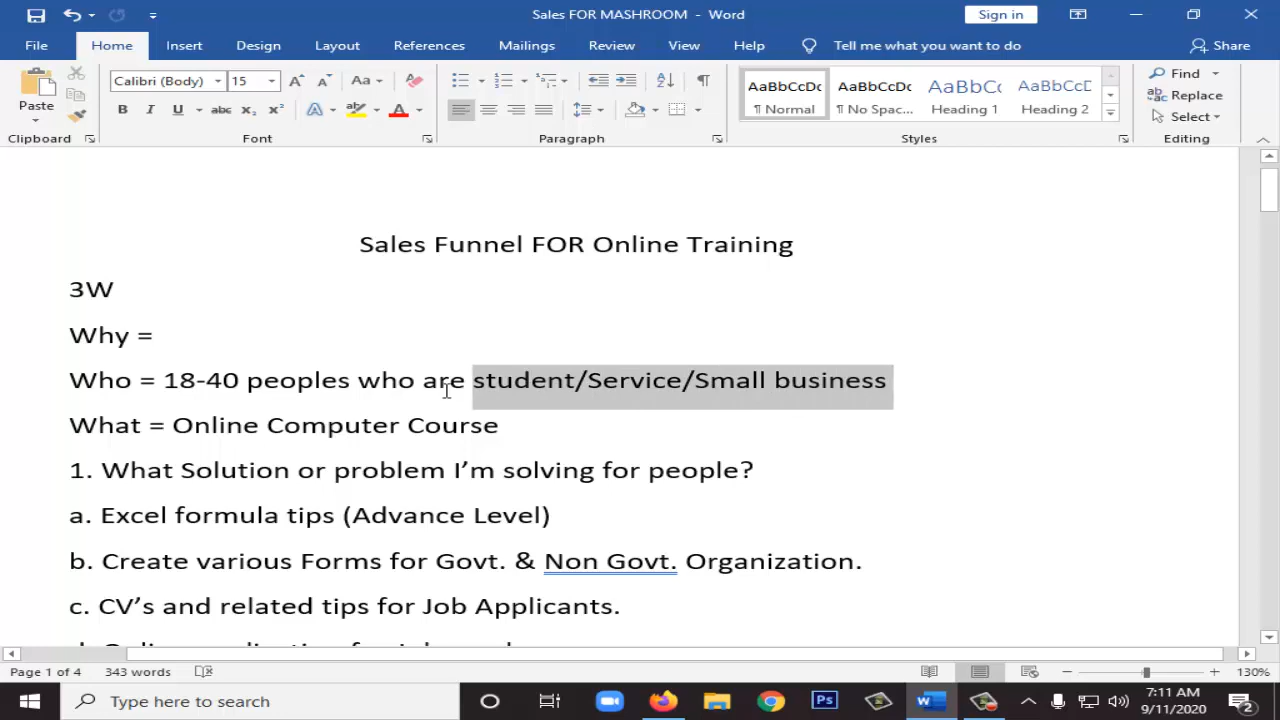 Sales FOR MASHROOM - Word
Sign in
File Home Insert Design Layout References Mailings Review View Help Tell me what you want to do Share
Paste
Calibri (Body) 15
Clipboard Font Paragraph Styles Editing
AaBbCcDc ¶ Normal
AaBbCcDc ¶ No Spac...
AaBbCc Heading 1
AaBbCcD Heading 2
Find
Replace
Select
Sales Funnel FOR Online Training
3W
Why =
Who = 18-40 peoples who are student/Service/Small business
What = Online Computer Course
1. What Solution or problem I’m solving for people?
a. Excel formula tips (Advance Level)
b. Create various Forms for Govt. & Non Govt. Organization.
c. CV’s and related tips for Job Applicants.
Page 1 of 4 343 words 130%
Type here to search
7:11 AM
9/11/2020
2